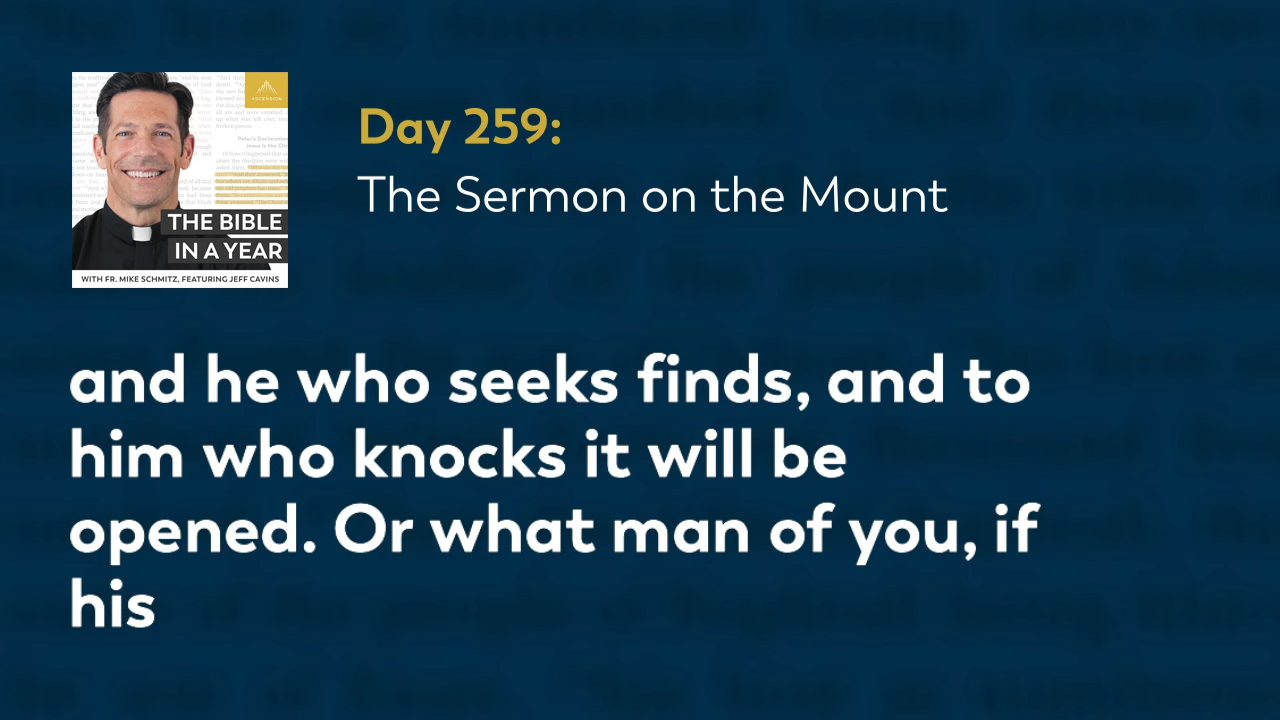 ASCENSION
THE BIBLE
IN A YEAR
WITH FR. MIKE SCHMITZ, FEATURING JEFF CAVINS
Day 259:
The Sermon on the Mount
and he who seeks finds, and to
him who knocks it will be
opened. Or what man of you, if
his